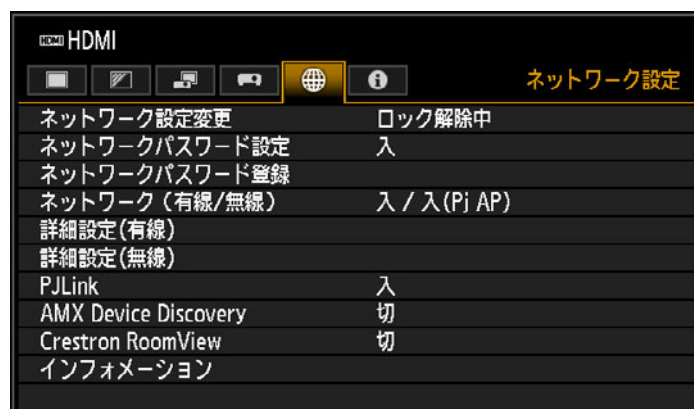 HDMI HDMI
ネットワーク設定
ネットワーク設定変更 ロック解除中
ネットワークパスワード設定 入
ネットワークパスワード登録
ネットワーク（有線/無線） 入 / 入(Pj AP)
詳細設定(有線)
詳細設定(無線)
PJLink 入
AMX Device Discovery 切
Crestron RoomView 切
インフォメーション